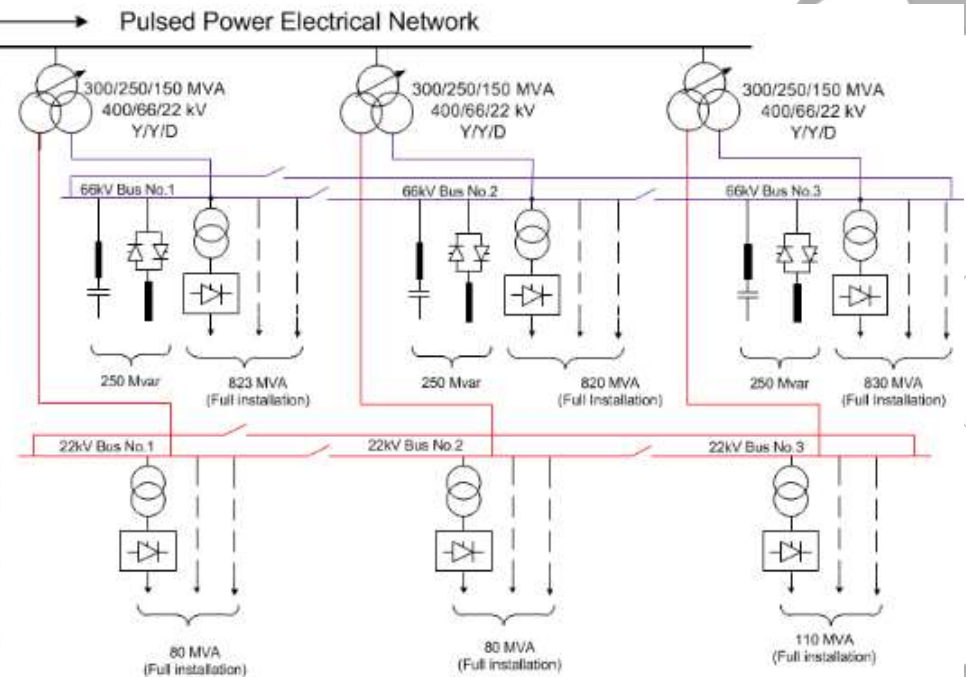 Pulsed Power Electrical Network
300/250/150 MVA
400/66/22 kV
Y/Y/D
300/250/150 MVA
400/66/22 kV
Y/Y/D
300/250/150 MVA
400/66/22 kV
Y/Y/D
66kV Bus No.1
66kV Bus No.2
66kV Bus No.3
250 Mvar
823 MVA
(Full installation)
250 Mvar
820 MVA
(Full Installation)
250 Mvar
830 MVA
(Full installation)
22kV Bus No.1
22kV Bus No.2
22kV Bus No.3
80 MVA
(Full installation)
80 MVA
(Full installation)
110 MVA
(Full installation)